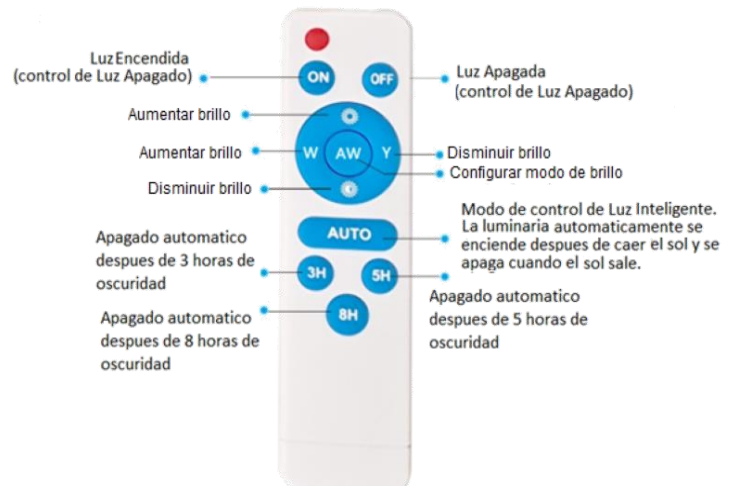 Luz Encendida
(control de Luz Apagado)
ON
OFF
Luz Apagada
(control de Luz Apagado)
Aumentar brillo
Aumentar brillo
W
AW
Y
Disminuir brillo
Configurar modo de brillo
Disminuir brillo
AUTO
Modo de control de Luz Inteligente.
La luminaria automaticamente se
enciende despues de caer el sol y se
apaga cuando el sol sale.
Apagado automatico
despues de 3 horas de
oscuridad
3H
5H
Apagado automatico
despues de 5 horas de
oscuridad
8H
Apagado automatico
despues de 8 horas de
oscuridad